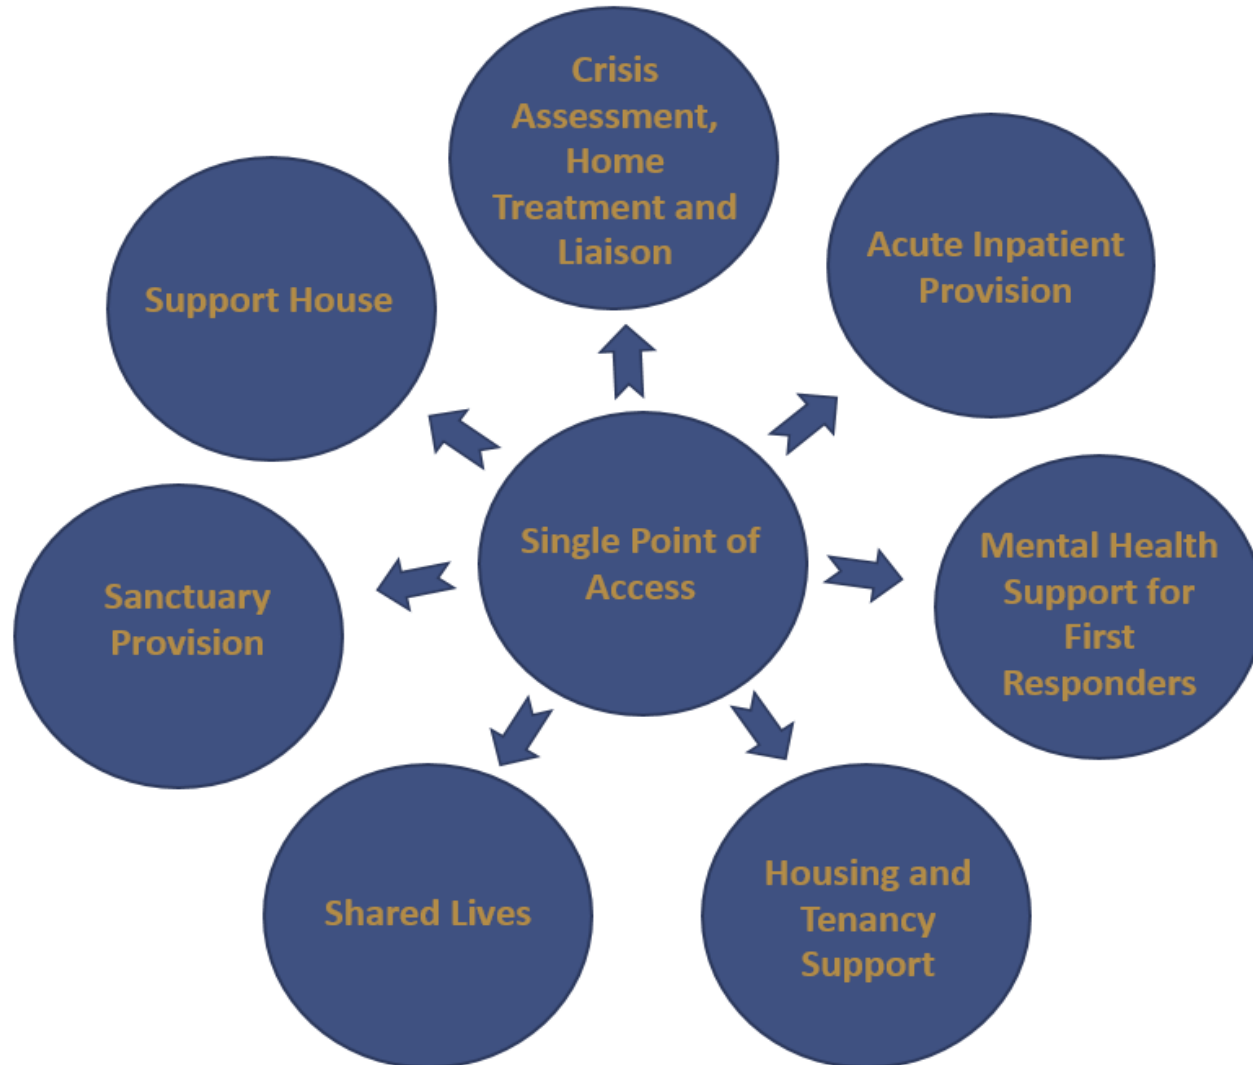 Crisis
Assessment,
Home
Treatment and
Liaison
Acute Inpatient
Provision
Support House
Single Point of
Access
Mental Health
Support for
First
Responders
Sanctuary
Provision
Housing and
Tenancy
Support
Shared Lives